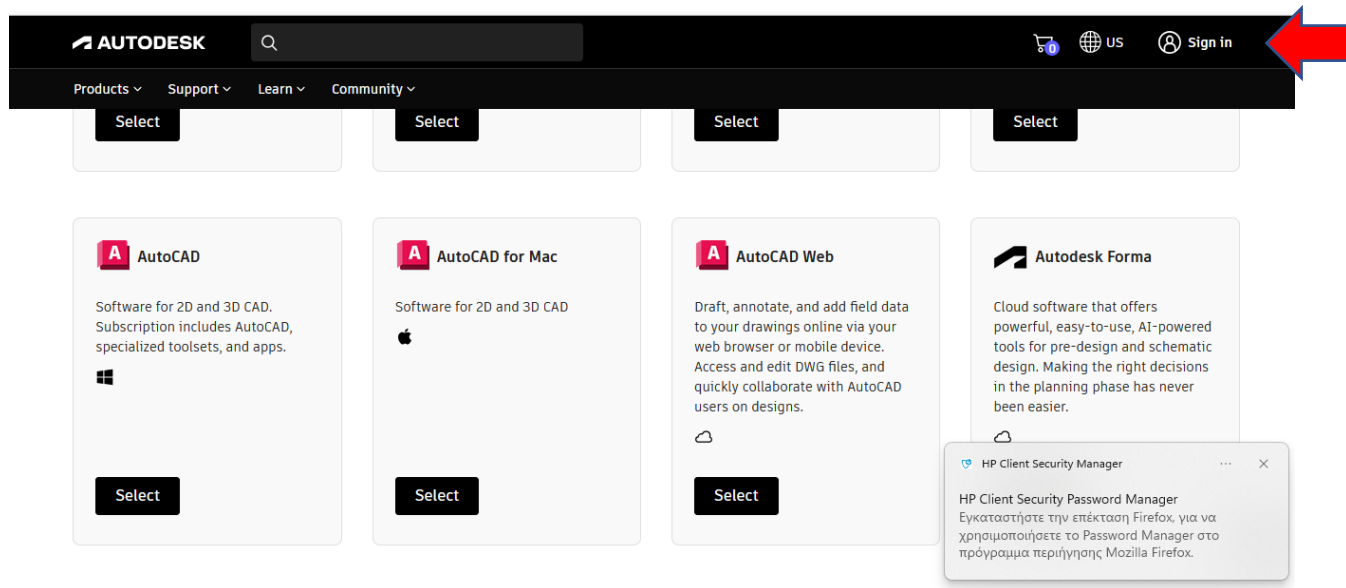 AUTODESK
0
US
Sign in
Products
Support
Learn
Community
Select
Select
Select
Select
A AutoCAD
Software for 2D and 3D CAD.
Subscription includes AutoCAD,
specialized toolsets, and apps.
Select
A AutoCAD for Mac
Software for 2D and 3D CAD
Select
A AutoCAD Web
Draft, annotate, and add field data
to your drawings online via your
web browser or mobile device.
Access and edit DWG files, and
quickly collaborate with AutoCAD
users on designs.
Select
Autodesk Forma
Cloud software that offers
powerful, easy-to-use, AI-powered
tools for pre-design and schematic
design. Making the right decisions
in the planning phase has never
been easier.
HP Client Security Manager
HP Client Security Password Manager
Εγκαταστήστε την επέκταση Firefox, για να
χρησιμοποιήσετε το Password Manager στο
πρόγραμμα περιήγησης Mozilla Firefox.